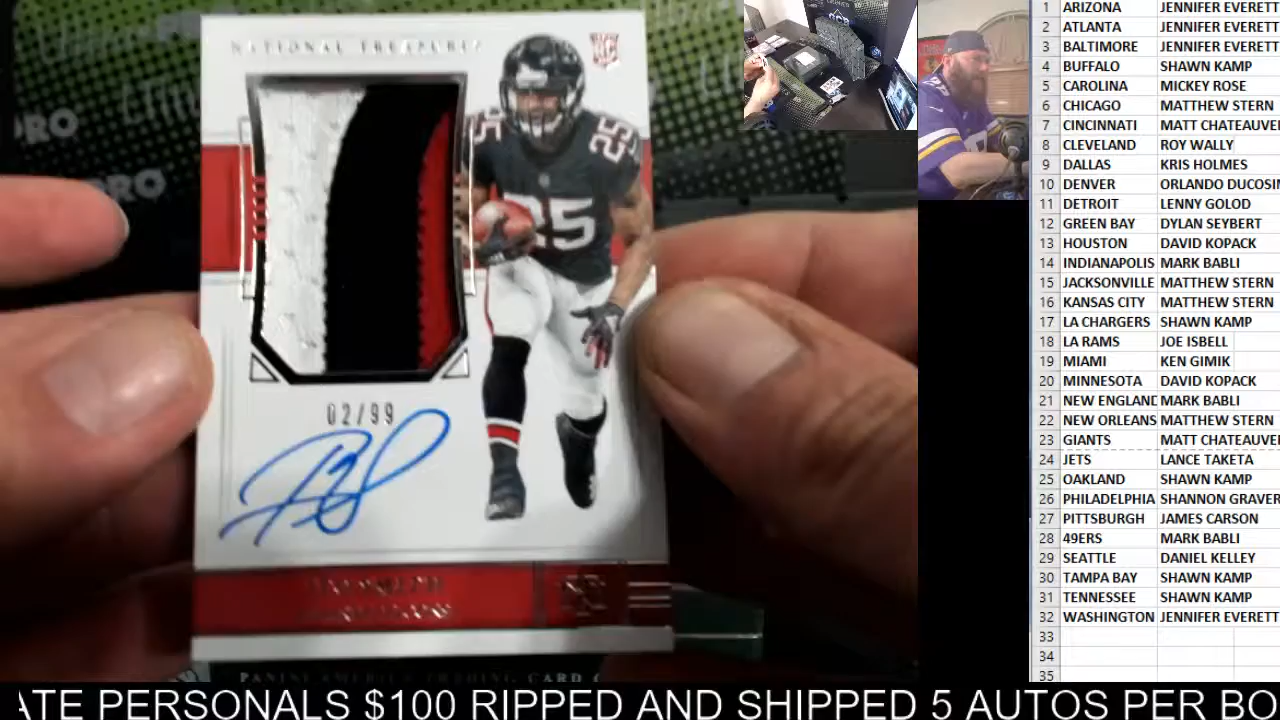 NATIONAL TREASURES
RC
25
25
25
02/99
PRO
PRO
1 ARIZONA JENNIFER EVERETT
2 ATLANTA JENNIFER EVERETT
3 BALTIMORE JENNIFER EVERETT
4 BUFFALO SHAWN KAMP
5 CAROLINA MICKEY ROSE
6 CHICAGO MATTHEW STERN
7 CINCINNATI MATT CHATEAUVE
8 CLEVELAND ROY WALLY
9 DALLAS KRIS HOLMES
10 DENVER ORLANDO DUCOSIN
11 DETROIT LENNY GOLOD
12 GREEN BAY DYLAN SEYBERT
13 HOUSTON DAVID KOPACK
14 INDIANAPOLIS MARK BABLI
15 JACKSONVILLE MATTHEW STERN
16 KANSAS CITY MATTHEW STERN
17 LA CHARGERS SHAWN KAMP
18 LA RAMS JOE ISBELL
19 MIAMI KEN GIMIK
20 MINNESOTA DAVID KOPACK
21 NEW ENGLAND MARK BABLI
22 NEW ORLEANS MATTHEW STERN
23 GIANTS MATT CHATEAUVE
24 JETS LANCE TAKETA
25 OAKLAND SHAWN KAMP
26 PHILADELPHIA SHANNON GRAVER
27 PITTSBURGH JAMES CARSON
28 49ERS MARK BABLI
29 SEATTLE DANIEL KELLEY
30 TAMPA BAY SHAWN KAMP
31 TENNESSEE SHAWN KAMP
32 WASHINGTON JENNIFER EVERETT
33
34
35
ATE PERSONALS $100 RIPPED AND SHIPPED 5 AUTOS PER BO